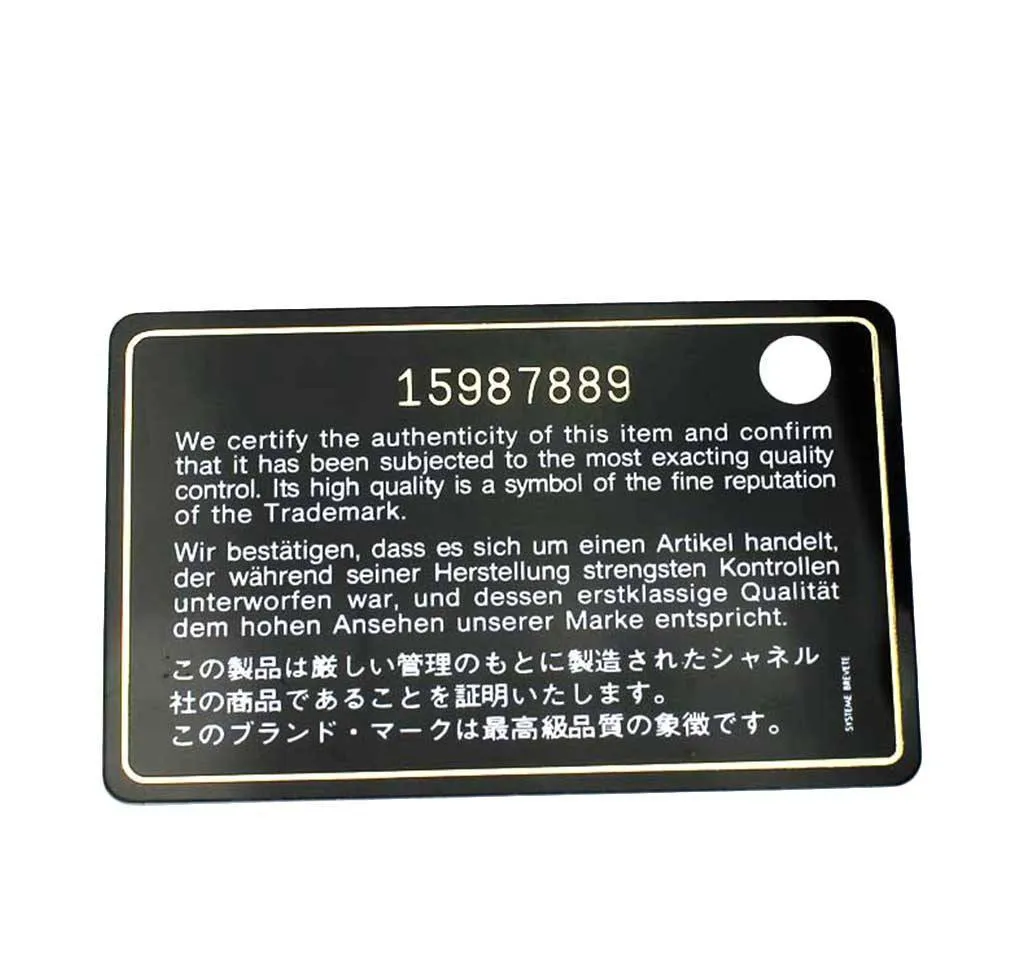 15987889
We certify the authenticity of this item and confirm
that it has been subjected to the most exacting quality
control. Its high quality is a symbol of the fine reputation
of the Trademark.
Wir bestätigen, dass es sich um einen Artikel handelt,
der während seiner Herstellung strengsten Kontrollen
unterworfen war, und dessen erstklassige Qualität
dem hohen Ansehen unserer Marke entspricht.
この製品は厳しい管理のもとに製造されたシャネル
社の商品であることを証明いたします。
このブランド・マークは最高級品質の象徴です。
SYSTEME BREVETE